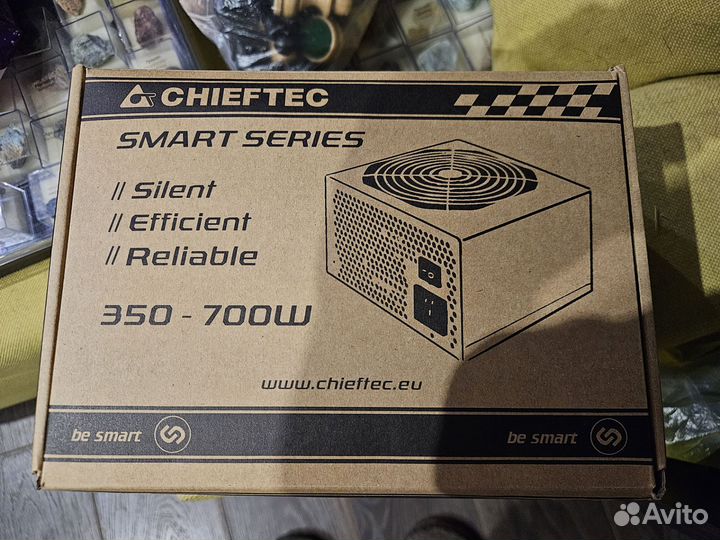 CHIEFTEC
SMART SERIES
// Silent
// Efficient
// Reliable
350 - 700W
www.chieftec.eu
be smart
be smart
Avito